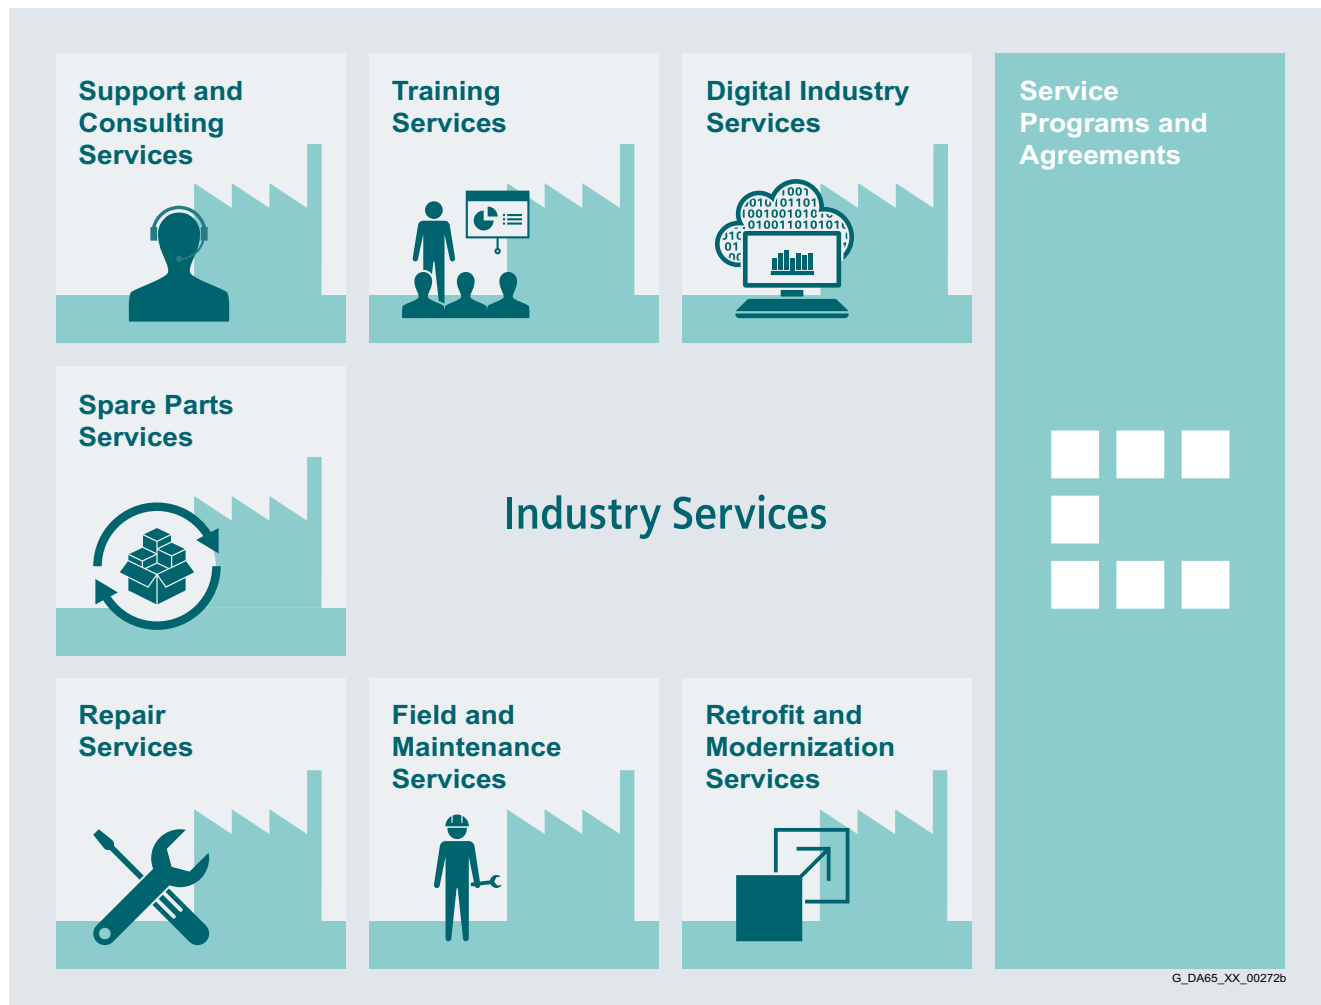 Support and
Consulting
Services
Training
Services
Digital Industry
Services
Service
Programs and
Agreements
Spare Parts
Services
Industry Services
Repair
Services
Field and
Maintenance
Services
Retrofit and
Modernization
Services
G_DA65_XX_00272b